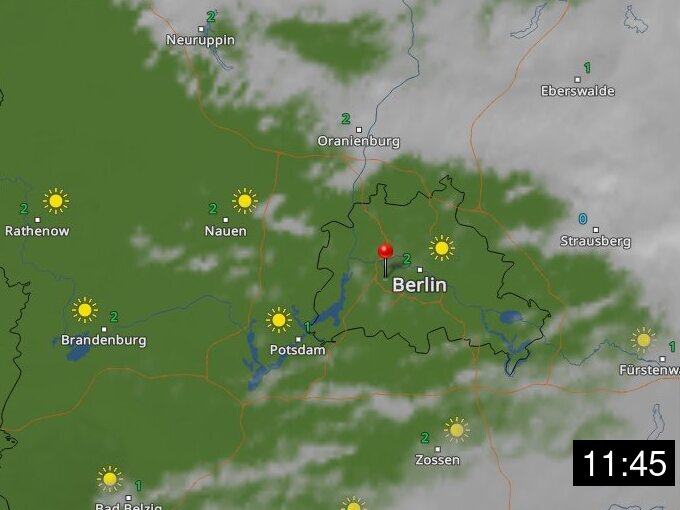 2
Neuruppin
1
Eberswalde
2
Oranienburg
2
Rathenow
2
Nauen
0
Strausberg
2
Berlin
2
Brandenburg
1
Potsdam
1
Fürstenwa
2
Zossen
11:45
1
Bad Belzig